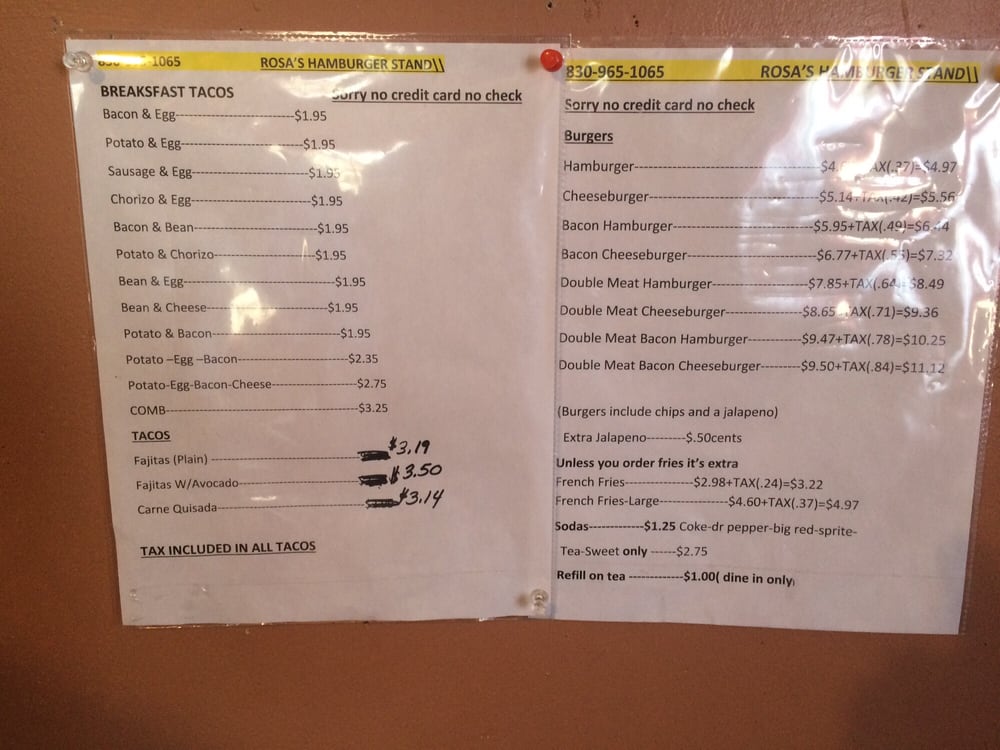 1065 ROSA'S HAMBURGER STAND\\
BREAKSFAST TACOS Sorry no credit card no check
Bacon & Egg------------------------$1.95
Potato & Egg-------------------------$1.95
Sausage & Egg------------------------$1.95
Chorizo & Egg-------------------------$1.95
Bacon & Bean-------------------------$1.95
Potato & Chorizo---------------------$1.95
Bean & Egg----------------------------$1.95
Bean & Cheese------------------------$1.95
Potato & Bacon-----------------------$1.95
Potato –Egg –Bacon----------------------$2.35
Potato-Egg-Bacon-Cheese-----------------$2.75
COMB---------------------------------------$3.25
TACOS
Fajitas (Plain) ------------------------------ $3.19
Fajitas W/Avocado------------------------- $3.50
Carne Quisada------------------------------ $3.14
TAX INCLUDED IN ALL TACOS
830-965-1065 ROSA'S HAMBURGER STAND\\
Sorry no credit card no check
Burgers
Hamburger--------------------------------------TAX(.37)=$4.97
Cheeseburger-----------------------------------$5.14+TAX(.42)=$5.56
Bacon Hamburger-----------------------------$5.95+TAX(.49)=$6.44
Bacon Cheeseburger--------------------------$6.77+TAX(.55)=$7.32
Double Meat Hamburger-------------------$7.85+TAX(.64)=$8.49
Double Meat Cheeseburger----------------$8.65+TAX(.71)=$9.36
Double Meat Bacon Hamburger-----------$9.47+TAX(.78)=$10.25
Double Meat Bacon Cheeseburger--------$9.50+TAX(.84)=$11.12
(Burgers include chips and a jalapeno)
Extra Jalapeno--------$.50cents
Unless you order fries it's extra
French Fries---------------$2.98+TAX(.24)=$3.22
French Fries-Large---------------$4.60+TAX(.37)=$4.97
Sodas------------$1.25 Coke-dr pepper-big red-sprite-
Tea-Sweet only ------$2.75
Refill on tea -------------$1.00( dine in only)